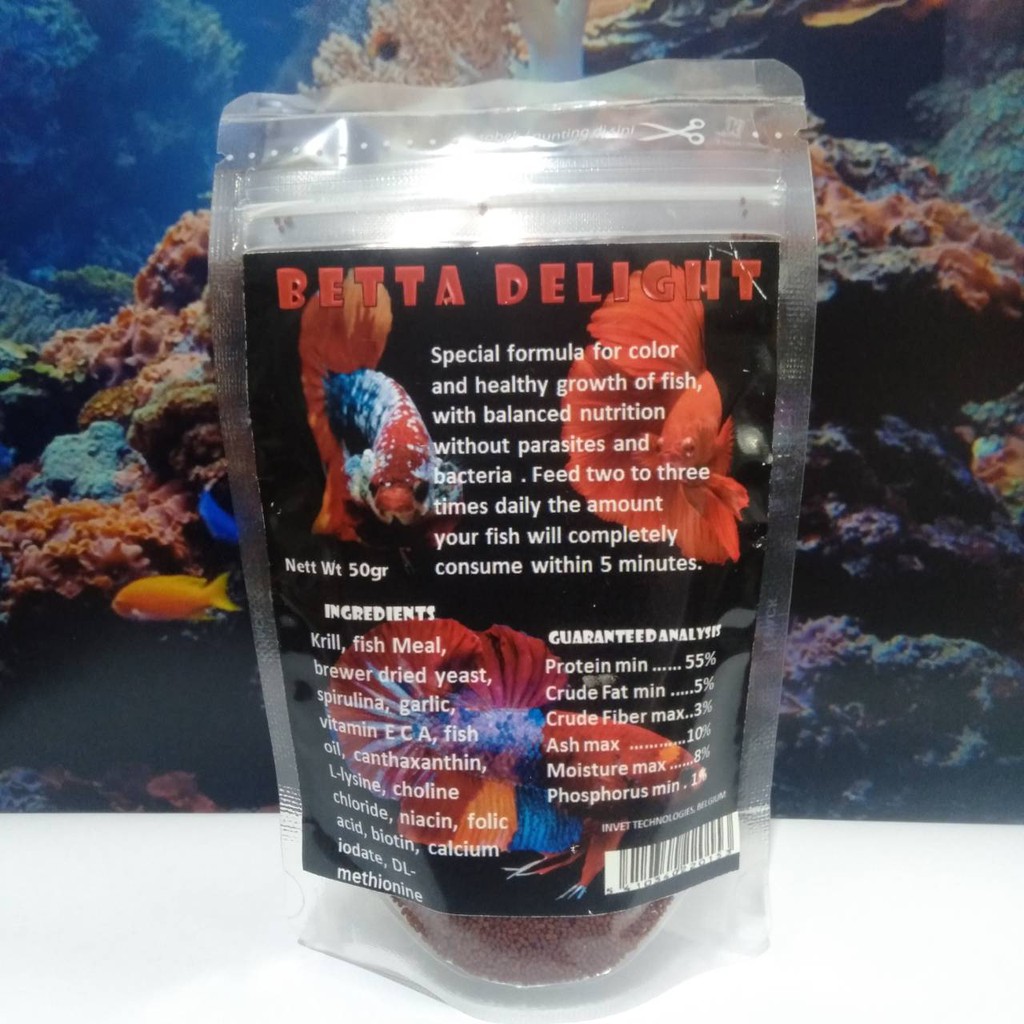 gunting disini
BETTA DELIGHT
Special formula for color
and healthy growth of fish,
with balanced nutrition
without parasites and
bacteria . Feed two to three
times daily the amount
your fish will completely
consume within 5 minutes.
Nett Wt 50gr
INGREDIENTS
Krill, fish Meal,
brewer dried yeast,
spirulina, garlic,
vitamin E C A, fish
oil, canthaxanthin,
L-lysine, choline
chloride, niacin, folic
acid, biotin, calcium
iodate, DL-
methionine
GUARANTEED ANALYSIS
Protein min ...... 55%
Crude Fat min .....5%
Crude Fiber max..3%
Ash max ............10%
Moisture max ......8%
Phosphorus min . 1%
INVET TECHNOLOGIES, BELGIUM